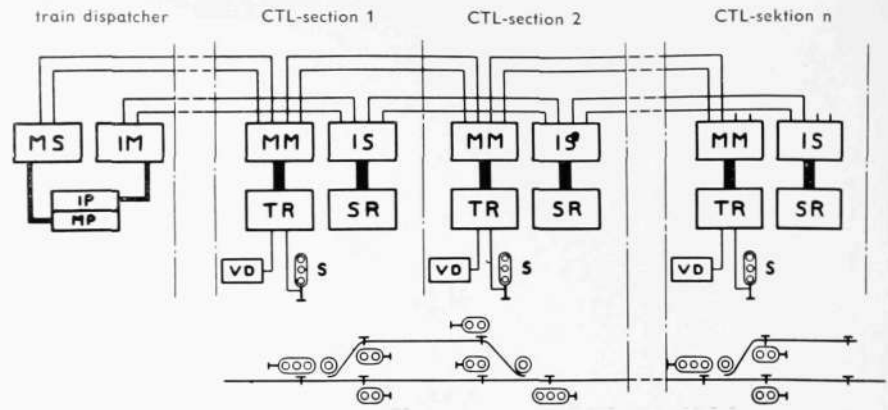 train dispatcher CTL-section 1 CTL-section 2 CTL-sektion n
MS IM MM IS MM IS MM IS
IP
MP
TR SR TR SR TR SR
VD S VD S VD S